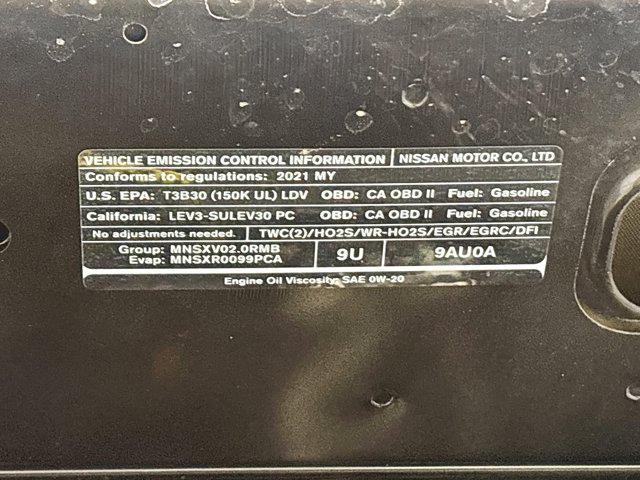 VEHICLE EMISSION CONTROL INFORMATION NISSAN MOTOR CO., LTD
Conforms to regulations: 2021 MY
U.S. EPA: T3B30 (150K UL) LDV OBD: CA OBD II Fuel: Gasoline
California: LEV3-SULEV30 PC OBD: CA OBD II Fuel: Gasoline
No adjustments needed. TWC(2)/HO2S/WR-HO2S/EGR/EGRC/DFI
Group: MNSXV02.0RMB 9U 9AU0A
Evap: MNSXR0099PCA
Engine Oil Viscosity: SAE 0W-20